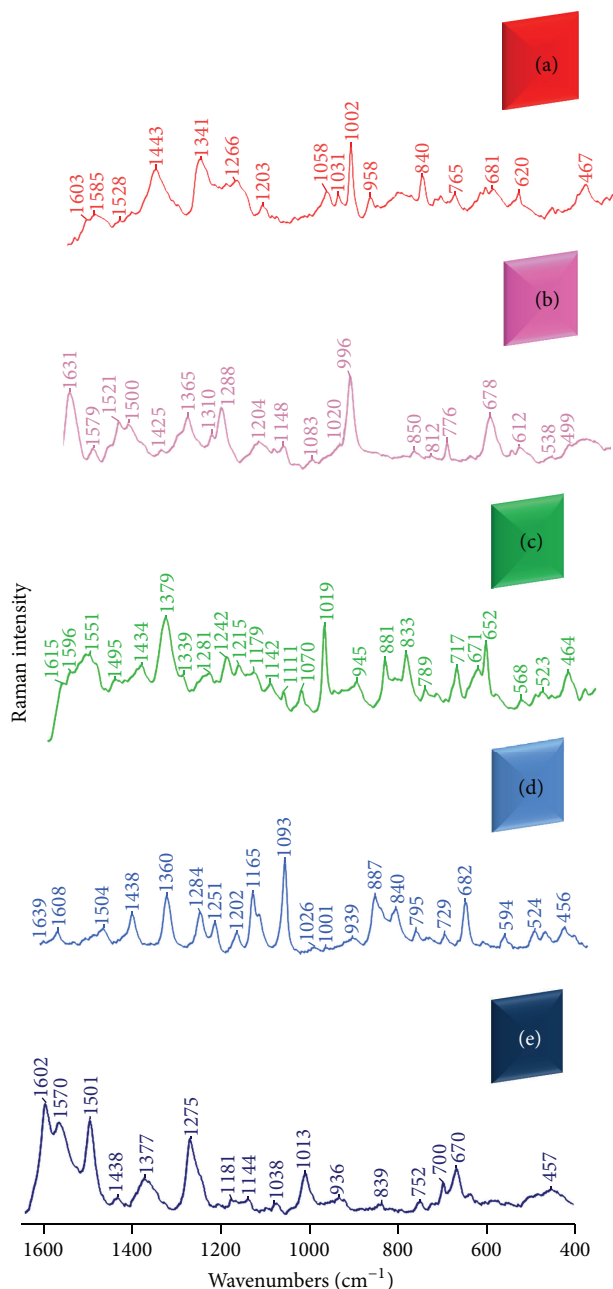 (a)
1603 1585 1528 1443 1341 1266 1203 1058 1031 1002 958 840 765 681 620 467
(b)
1631 1579 1521 1500 1425 1365 1310 1288 1204 1148 1083 1020 996 850 812 776 678 612 538 499
(c)
1615 1596 1551 1495 1434 1379 1339 1281 1242 1215 1179 1142 1111 1070 1019 945 881 833 789 717 671 652 568 523 464
Raman intensity
(d)
1639 1608 1504 1438 1360 1284 1251 1202 1165 1093 1026 1001 939 887 840 795 729 682 594 524 456
(e)
1602 1570 1501 1438 1377 1275 1181 1144 1038 1013 936 839 752 700 670 457
1600 1400 1200 1000 800 600 400
Wavenumbers (cm⁻¹)